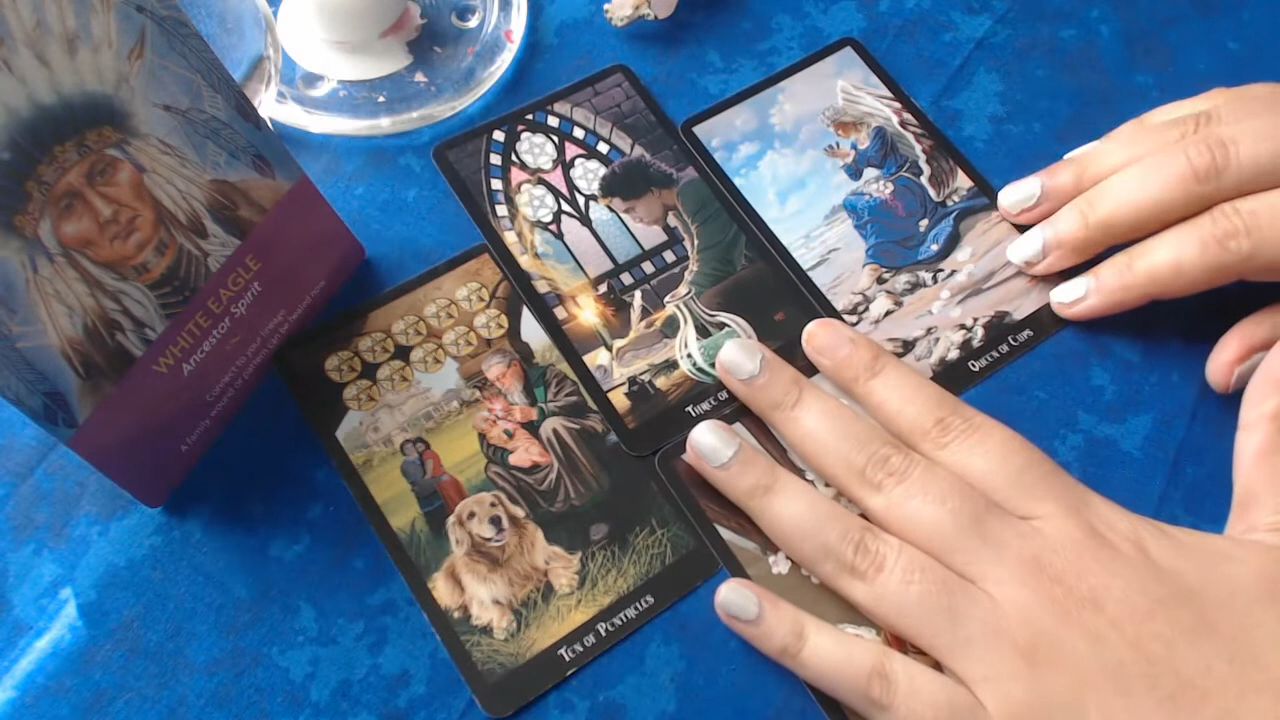 WHITE EAGLE
Ancestor Spirit
Connect to your lineage.
A family wound or pattern can be healed now.
TEN OF PENTACLES
THREE OF
QUEEN OF CUPS